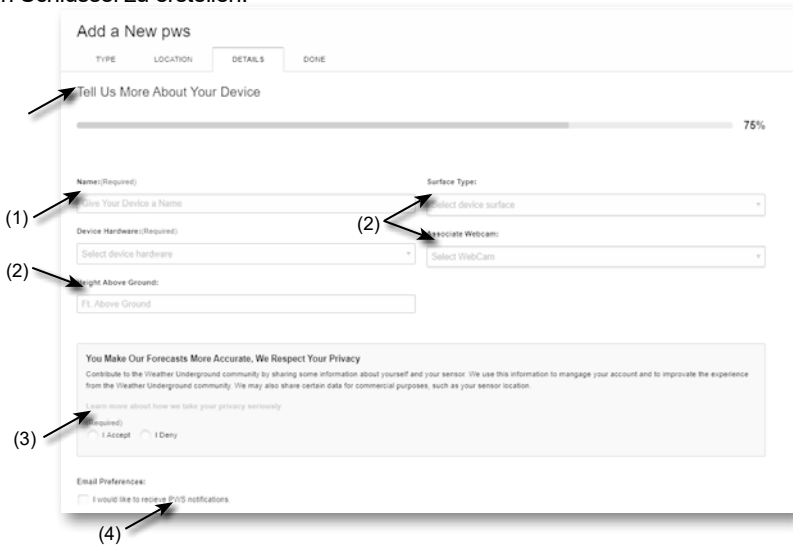 n Schlüssel zu erstellen.
Add a New pws
TYPE LOCATION DETAILS DONE
Tell Us More About Your Device
75%
Name:(Required)
Surface Type:
(1)
Give Your Device a Name
(2)
Select device surface
Device Hardware:(Required)
Associate Webcam:
Select device hardware
Select WebCam
(2)
Height Above Ground:
Ft. Above Ground
You Make Our Forecasts More Accurate, We Respect Your Privacy
Contribute to the Weather Underground community by sharing some information about yourself and your sensor. We use this information to mangage your account and to improvate the experience
from the Weather Underground community. We may also share certain data for commercial purposes, such as your sensor location.
Learn more about how we take your privacy seriously
(Required)
(3)
I Accept I Deny
Email Preferences:
I would like to recieve PWS notifications.
(4)